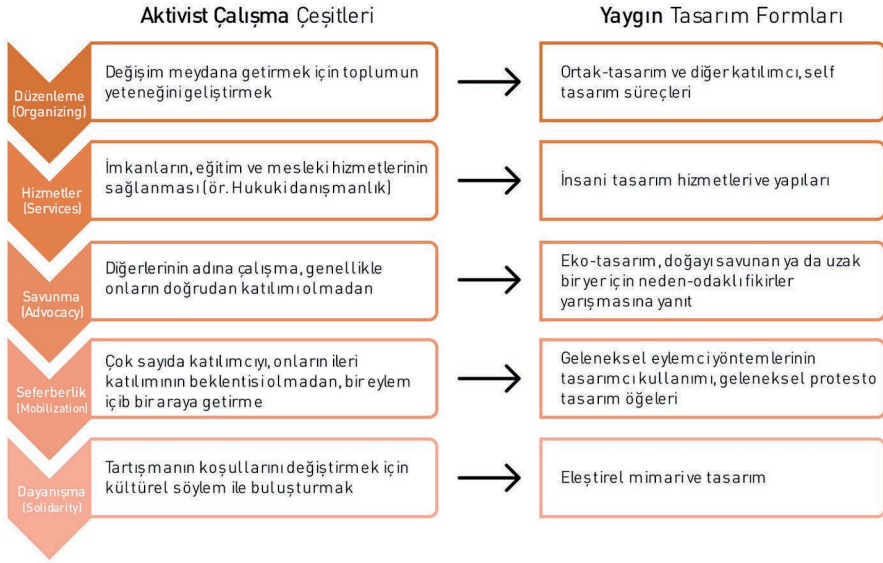 Aktivist Çalışma Çeşitleri
Yaygın Tasarım Formları
Düzenleme
(Organizing)
Değişim meydana getirmek için toplumun
yeteneğini geliştirmek
Ortak-tasarım ve diğer katılımcı, self
tasarım süreçleri
Hizmetler
(Services)
İmkanların, eğitim ve mesleki hizmetlerinin
sağlanması (ör. Hukuki danışmanlık)
İnsani tasarım hizmetleri ve yapıları
Savunma
(Advocacy)
Diğerlerinin adına çalışma, genellikle
onların doğrudan katılımı olmadan
Eko-tasarım, doğayı savunan ya da uzak
bir yer için neden-odaklı fikirler
yarışmasına yanıt
Seferberlik
(Mobilization)
Çok sayıda katılımcıyı, onların ileri
katılımının beklentisi olmadan, bir eylem
içib bir araya getirme
Geleneksel eylemci yöntemlerinin
tasarımcı kullanımı, geleneksel protesto
tasarım öğeleri
Dayanışma
(Solidarity)
Tartışmanın koşullarını değiştirmek için
kültürel söylem ile buluşturmak
Eleştirel mimari ve tasarım